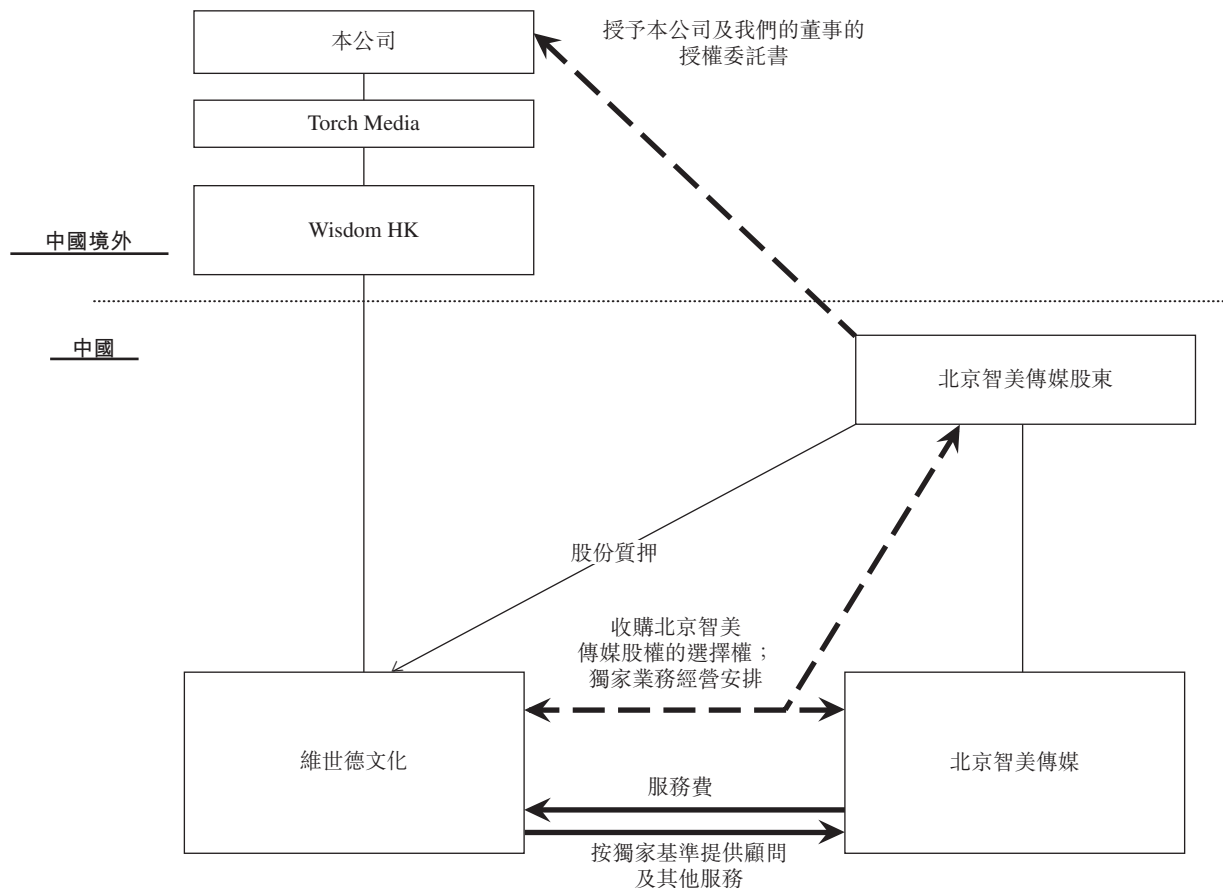 本公司
授予本公司及我們的董事的
授權委託書
Torch Media
Wisdom HK
中國境外
中國
北京智美傳媒股東
股份質押
收購北京智美
傳媒股權的選擇權；
獨家業務經營安排
維世德文化
北京智美傳媒
服務費
按獨家基準提供顧問
及其他服務